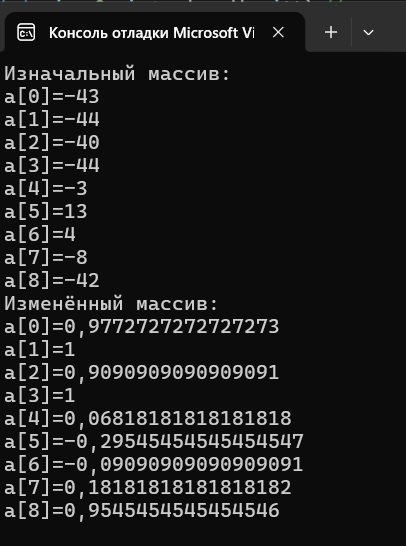 Консоль отладки Microsoft Vi
Изначальный массив:
a[0]=-43
a[1]=-44
a[2]=-40
a[3]=-44
a[4]=-3
a[5]=13
a[6]=4
a[7]=-8
a[8]=-42
Изменённый массив:
a[0]=0,9772727272727273
a[1]=1
a[2]=0,9090909090909091
a[3]=1
a[4]=0,06818181818181818
a[5]=-0,29545454545454547
a[6]=-0,09090909090909091
a[7]=0,18181818181818182
a[8]=0,9545454545454546